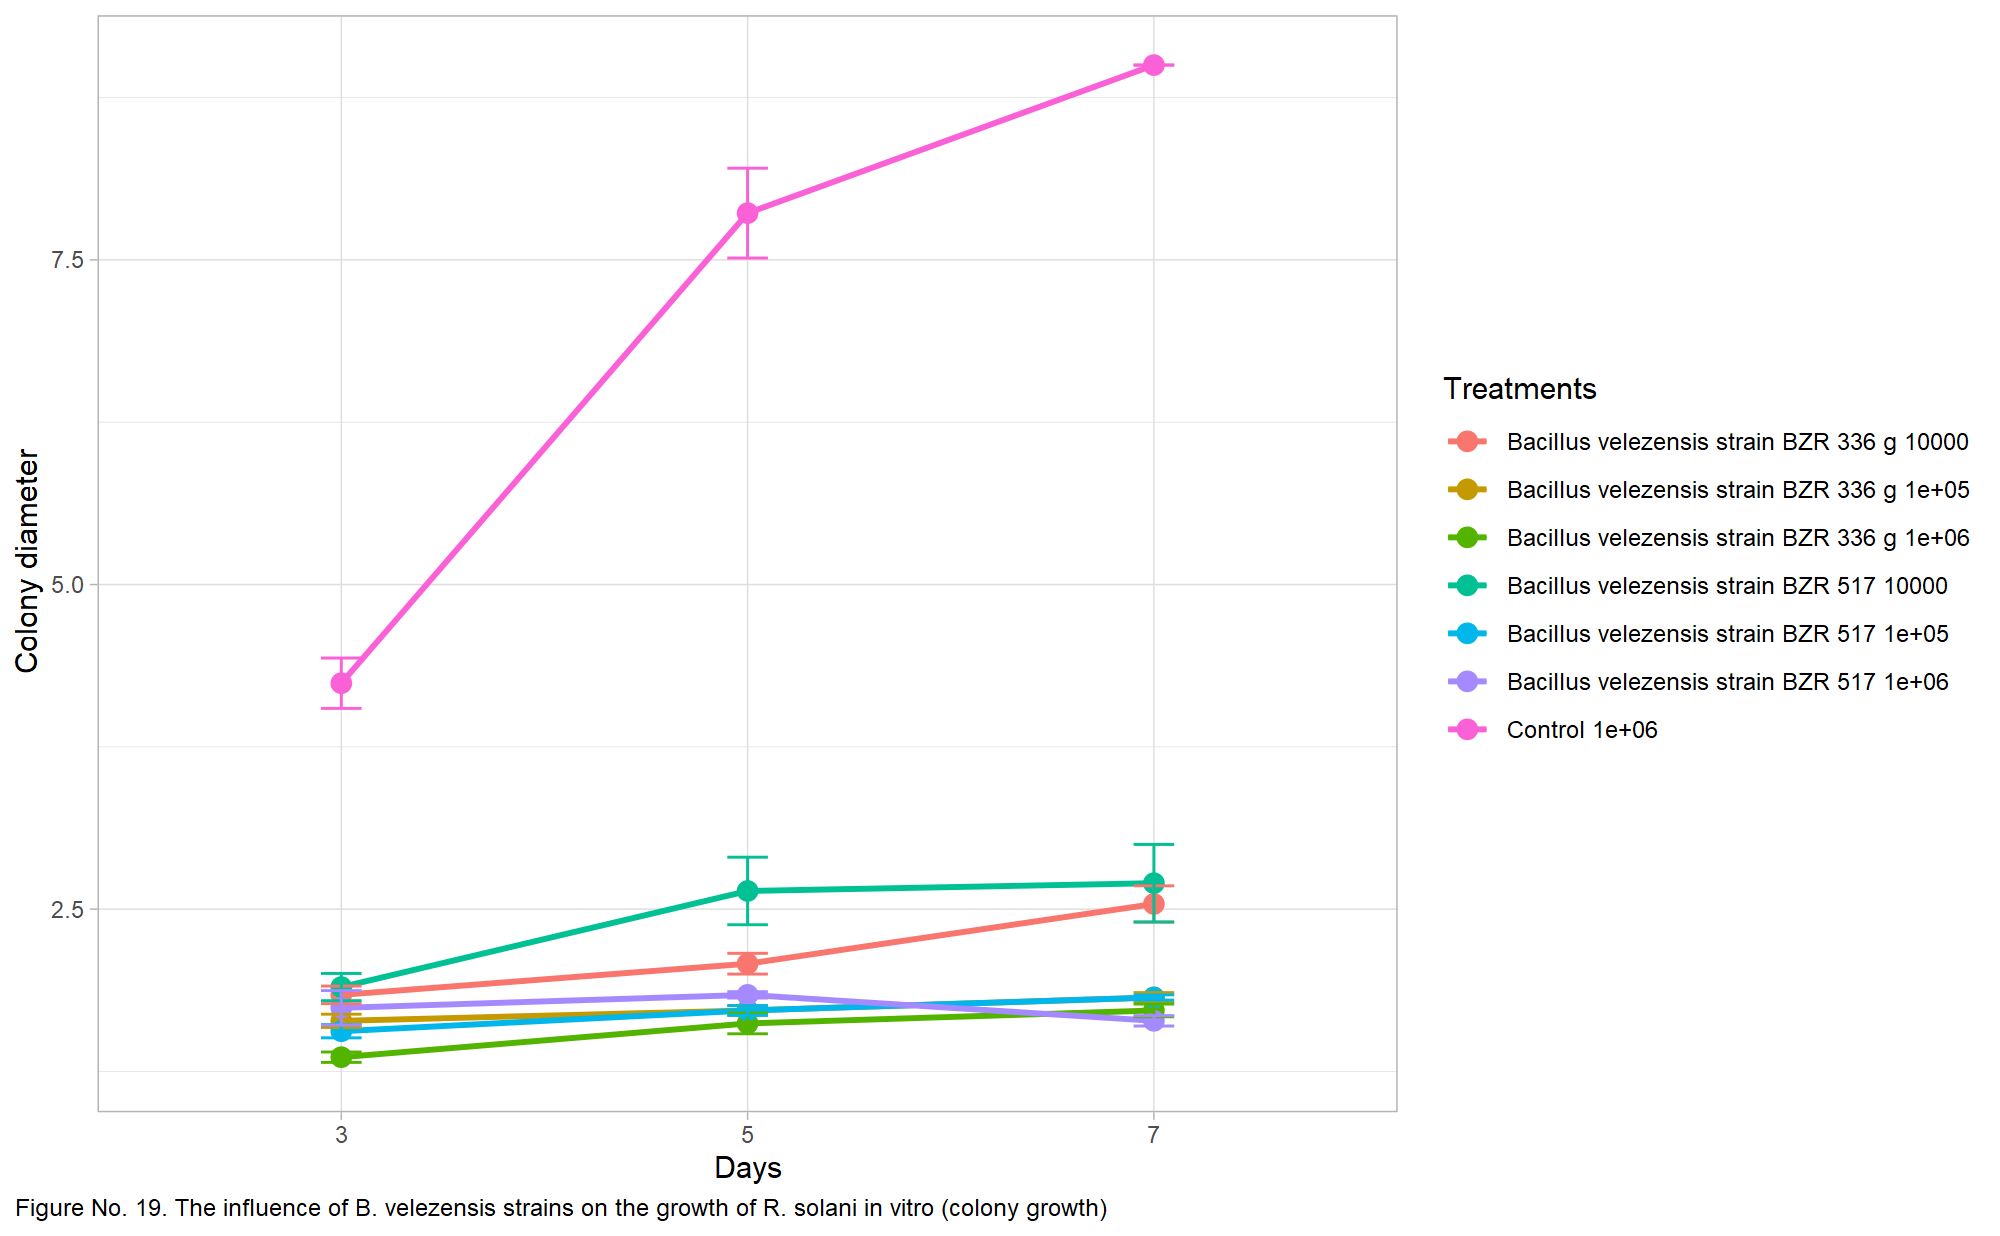 7.5
5.0
2.5
Colony diameter
3
5
7
Days
Treatments
Bacillus velezensis strain BZR 336 g 10000
Bacillus velezensis strain BZR 336 g 1e+05
Bacillus velezensis strain BZR 336 g 1e+06
Bacillus velezensis strain BZR 517 10000
Bacillus velezensis strain BZR 517 1e+05
Bacillus velezensis strain BZR 517 1e+06
Control 1e+06
Figure No. 19. The influence of B. velezensis strains on the growth of R. solani in vitro (colony growth)